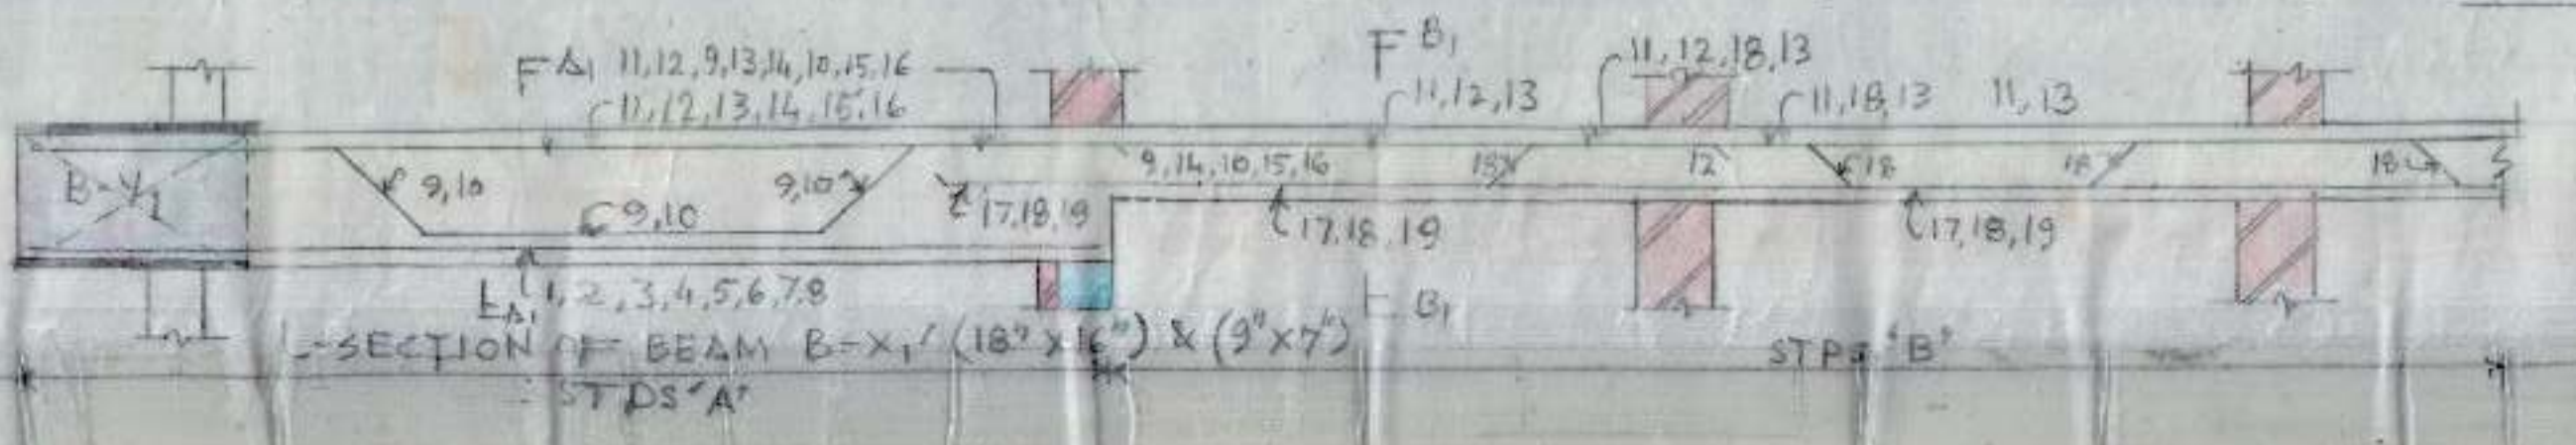 F A1 11,12,9,13,14,10,15,16
11,12,13,14,15,16
F B1
11,12,13
11,12,18,13
11,18,13
11,13
B-Y1
9,10
9,10
9,10
17,18,19
9,14,10,15,16
17,18,19
18
12
18
18
18
17,18,19
A1 1,2,3,4,5,6,7,8
B1
L-SECTION OF BEAM B-X1 (18"X16") & (9"X7")
STPS 'B'
STPS 'A'